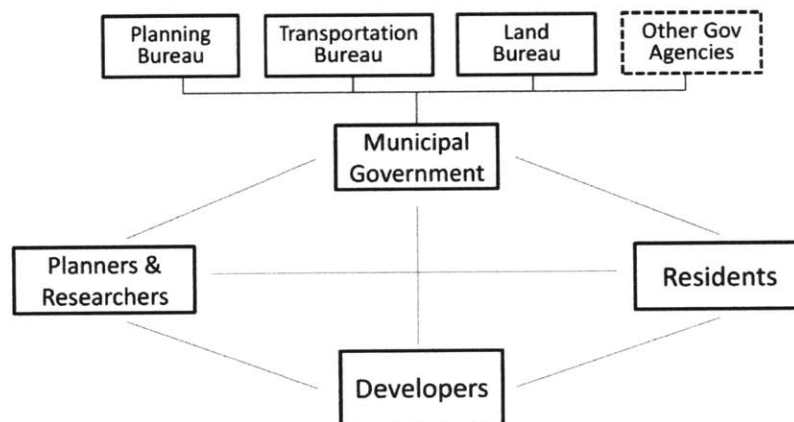 Planning
Bureau
Transportation
Bureau
Land
Bureau
Other Gov
Agencies
Municipal
Government
Planners &
Researchers
Residents
Developers